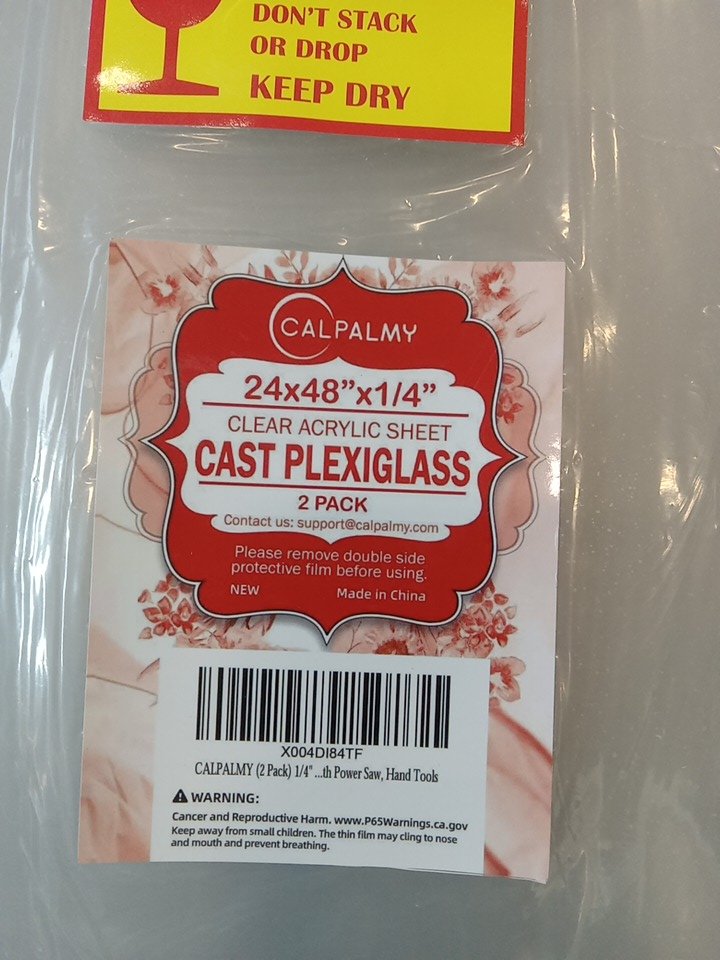 DON'T STACK
OR DROP
KEEP DRY
CALPALMY
24x48”x1/4”
CLEAR ACRYLIC SHEET
CAST PLEXIGLASS
2 PACK
Contact us: support@calpalmy.com
Please remove double side
protective film before using.
NEW Made in China
X004DI84TF
CALPALMY (2 Pack) 1/4" ...th Power Saw, Hand Tools
WARNING:
Cancer and Reproductive Harm. www.P65Warnings.ca.gov
Keep away from small children. The thin film may cling to nose
and mouth and prevent breathing.